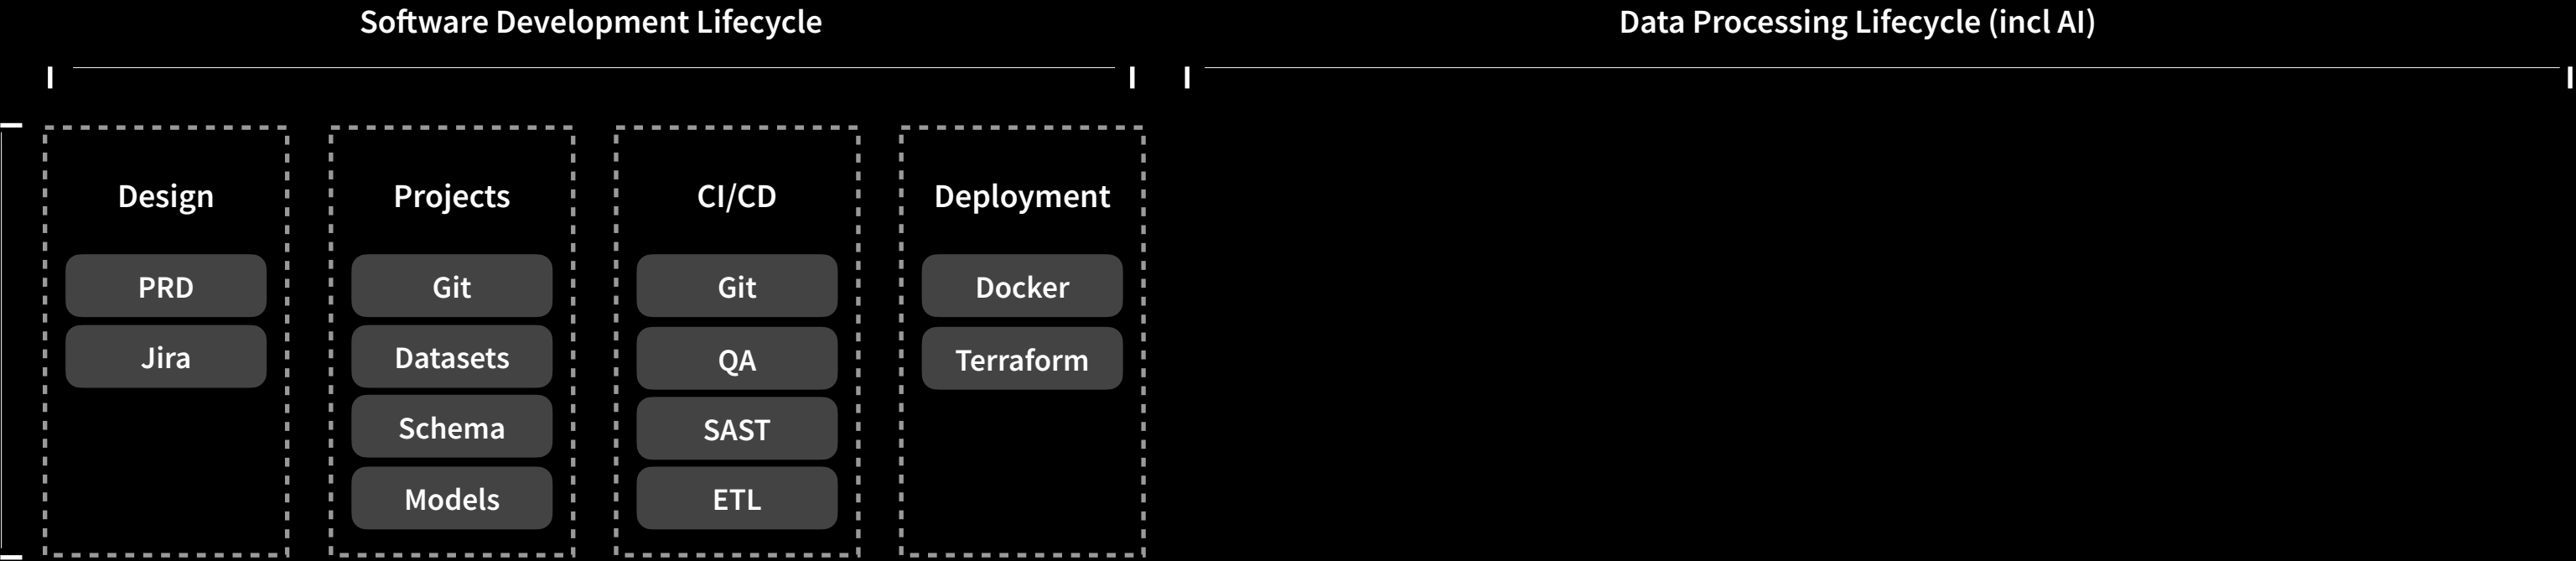 Software Development Lifecycle
Data Processing Lifecycle (incl AI)
Design
PRD
Jira
Projects
Git
Datasets
Schema
Models
CI/CD
Git
QA
SAST
ETL
Deployment
Docker
Terraform